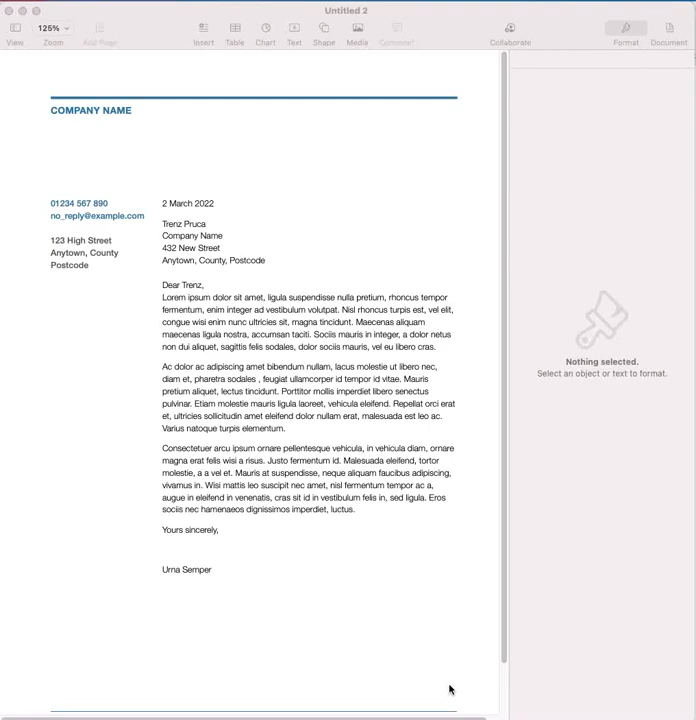 Untitled 2
125%
View
Zoom
Add Page
Insert
Table
Chart
Text
Shape
Media
Comment
Collaborate
Format
Document
COMPANY NAME
01234 567 890
no_reply@example.com
123 High Street
Anytown, County
Postcode
2 March 2022
Trenz Pruca
Company Name
432 New Street
Anytown, County, Postcode
Dear Trenz,
Lorem ipsum dolor sit amet, ligula suspendisse nulla pretium, rhoncus tempor
fermentum, enim integer ad vestibulum volutpat. Nisl rhoncus turpis est, vel elit,
congue wisi enim nunc ultricies sit, magna tincidunt. Maecenas aliquam
maecenas ligula nostra, accumsan taciti. Sociis mauris in integer, a dolor netus
non dui aliquet, sagittis felis sodales, dolor sociis mauris, vel eu libero cras.
Ac dolor ac adipiscing amet bibendum nullam, lacus molestie ut libero nec,
diam et, pharetra sodales , feugiat ullamcorper id tempor id vitae. Mauris
pretium aliquet, lectus tincidunt. Porttitor mollis imperdiet libero senectus
pulvinar. Etiam molestie mauris ligula laoreet, vehicula eleifend. Repellat orci erat
et, ultricies sollicitudin amet eleifend dolor nullam erat, malesuada est leo ac.
Varius natoque turpis elementum.
Consectetuer arcu ipsum ornare pellentesque vehicula, in vehicula diam, ornare
magna erat felis wisi a risus. Justo fermentum id. Malesuada eleifend, tortor
molestie, a a vel et. Mauris at suspendisse, neque aliquam faucibus adipiscing,
vivamus in. Wisi mattis leo suscipit nec amet, nisl fermentum tempor ac a,
augue in eleifend in venenatis, cras sit id in vestibulum felis in, sed ligula. Eros
sociis nec hamenaeos dignissimos imperdiet, luctus.
Yours sincerely,
Urna Semper
Nothing selected.
Select an object or text to format.